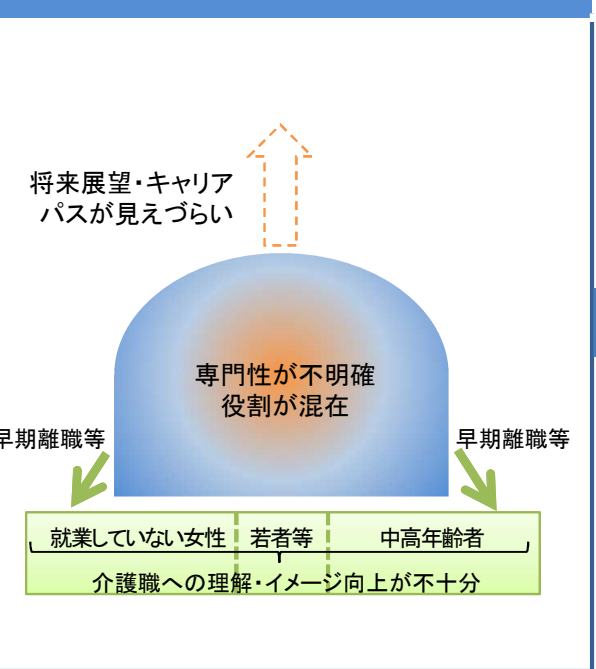 将来展望・キャリア
パスが見えづらい
専門性が不明確
役割が混在
早期離職等
早期離職等
就業していない女性
若者等
中高年齢者
介護職への理解・イメージ向上が不十分